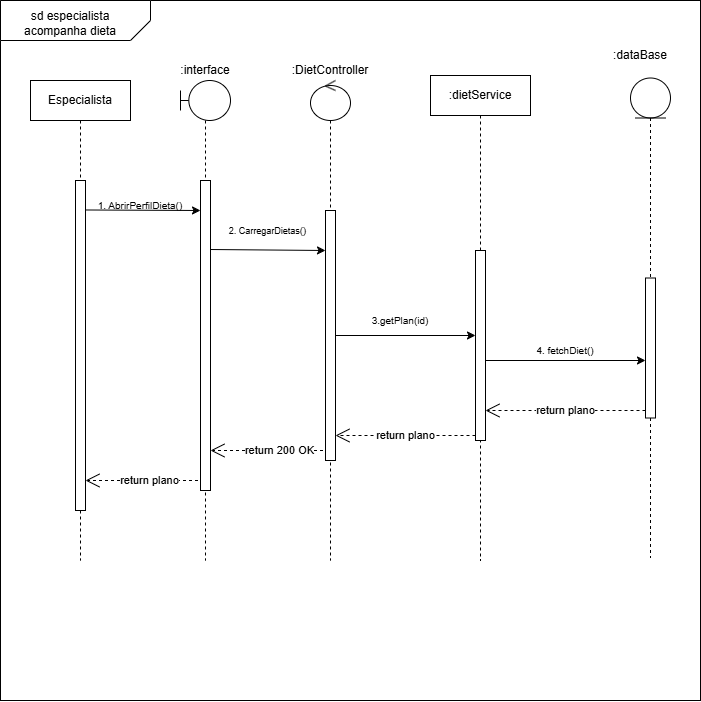 sd especialista
acompanha dieta
:interface
:DietController
:dataBase
Especialista
:dietService
1. AbrirPerfilDieta()
2. CarregarDietas()
3.getPlan(id)
4. fetchDiet()
return plano
return plano
return 200 OK
return plano